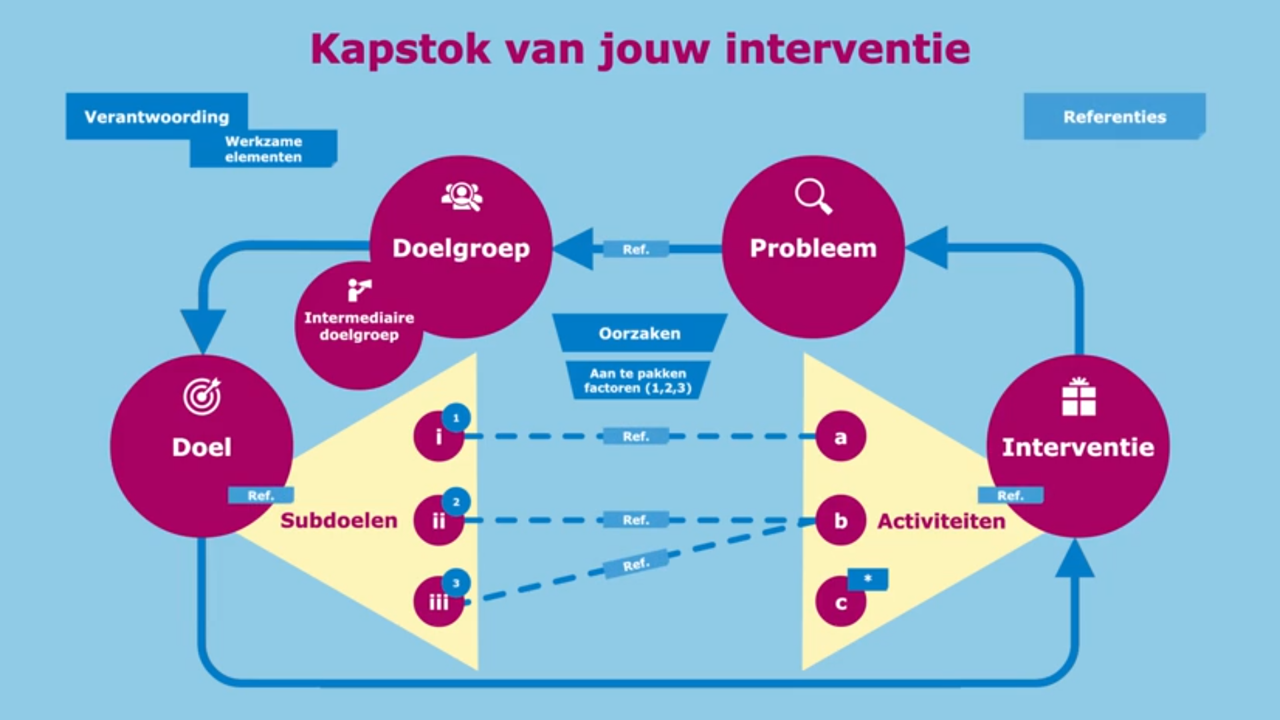 Kapstok van jouw interventie
Verantwoording
Werkzame
elementen
Referenties
Doelgroep
Ref.
Probleem
Intermediaire
doelgroep
Oorzaken
Aan te pakken
factoren (1,2,3)
Doel
Ref.
Subdoelen
i
1
ii
2
iii
3
Ref.
Ref.
Ref.
a
b
c
*
Activiteiten
Interventie
Ref.